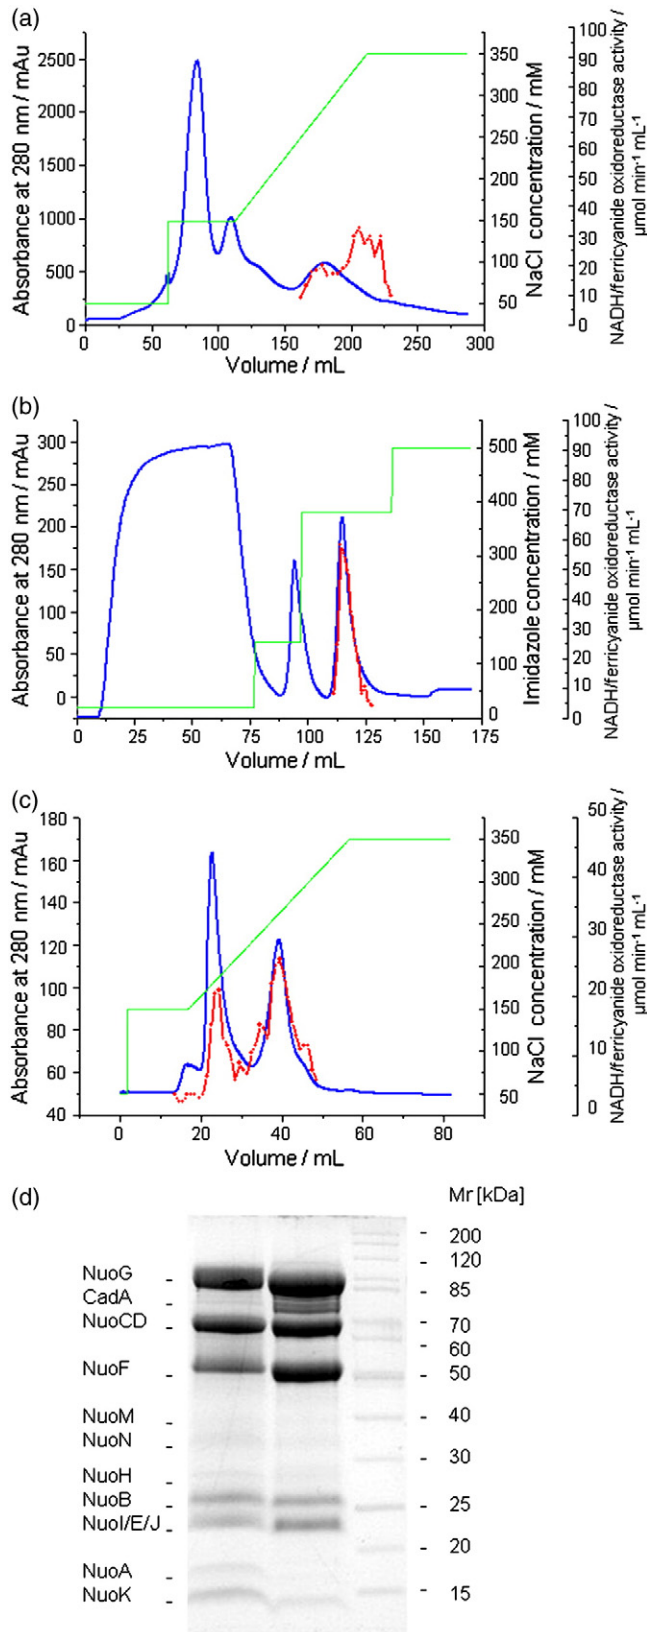 (a)
Absorbance at 280 nm / mAu
2500
2000
1500
1000
500
0
0 50 100 150 200 250 300
Volume / mL
350
300
250
200
150
100
50
NaCl concentration / mM
100
90
80
70
60
50
40
30
20
10
0
NADH/ferricyanide oxidoreductase activity /
µmol min-1 mL-1
(b)
Absorbance at 280 nm / mAu
300
250
200
150
100
50
0
0 25 50 75 100 125 150 175
Volume / mL
500
400
300
200
100
0
Imidazole concentration / mM
100
90
80
70
60
50
40
30
20
10
0
NADH/ferricyanide oxidoreductase activity /
µmol min-1 mL-1
(c)
Absorbance at 280 nm / mAu
180
160
140
120
100
80
60
40
0 20 40 60 80
Volume / mL
350
300
250
200
150
100
50
NaCl concentration / mM
50
40
30
20
10
0
NADH/ferricyanide oxidoreductase activity /
µmol min-1 mL-1
(d)
Mr [kDa]
NuoG
CadA
NuoCD
NuoF
NuoM
NuoN
NuoH
NuoB
NuoI/E/J
NuoA
NuoK
200
120
85
70
60
50
40
30
25
20
15